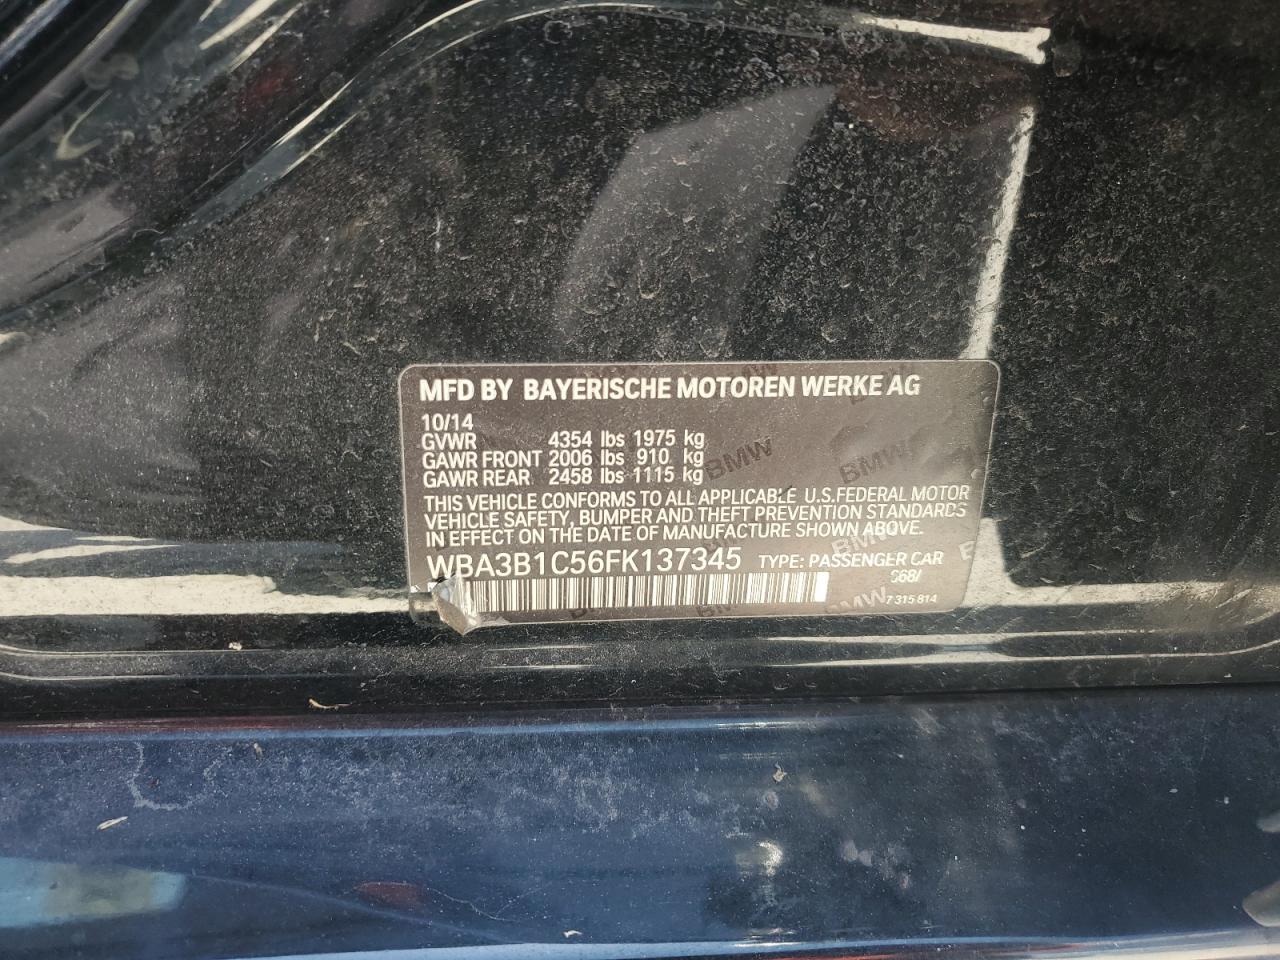 MFD BY BAYERISCHE MOTOREN WERKE AG
10/14
GVWR 4354 lbs 1975 kg
GAWR FRONT 2006 lbs 910 kg
GAWR REAR 2458 lbs 1115 kg
THIS VEHICLE CONFORMS TO ALL APPLICABLE U.S.FEDERAL MOTOR
VEHICLE SAFETY, BUMPER AND THEFT PREVENTION STANDARDS
IN EFFECT ON THE DATE OF MANUFACTURE SHOWN ABOVE.
WBA3B1C56FK137345 TYPE: PASSENGER CAR
668/
7 315 814